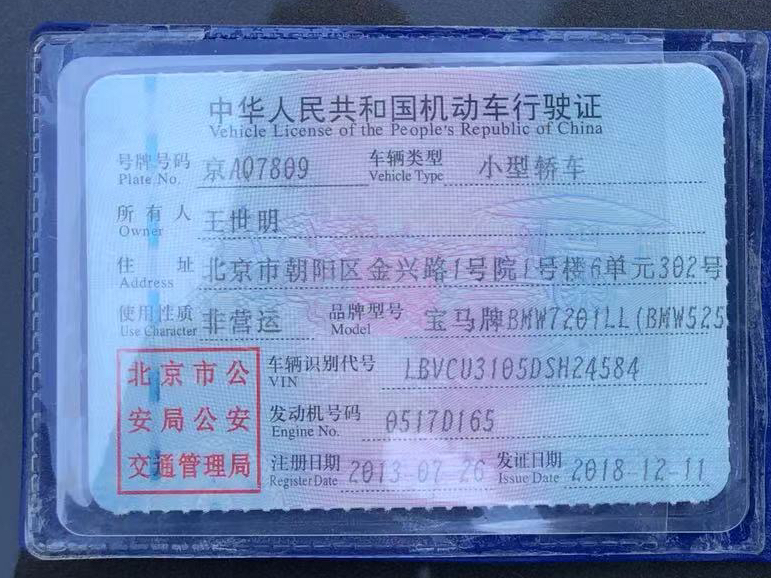 中华人民共和国机动车行驶证
Vehicle License of the People's Republic of China
号牌号码 京A07809 车辆类型 小型轿车
Plate No. Vehicle Type
所有人 王世明
Owner
住址 北京市朝阳区金兴路1号院1号楼6单元302号
Address
使用性质 非营运 品牌型号 宝马牌BMW7201LL(BMW525
Use Character Model
北京市公
安局公安
交通管理局
车辆识别代号 LBVCU3105DSH24584
VIN
发动机号码 0517D165
Engine No.
注册日期 2013-07-26 发证日期 2018-12-11
Register Date Issue Date